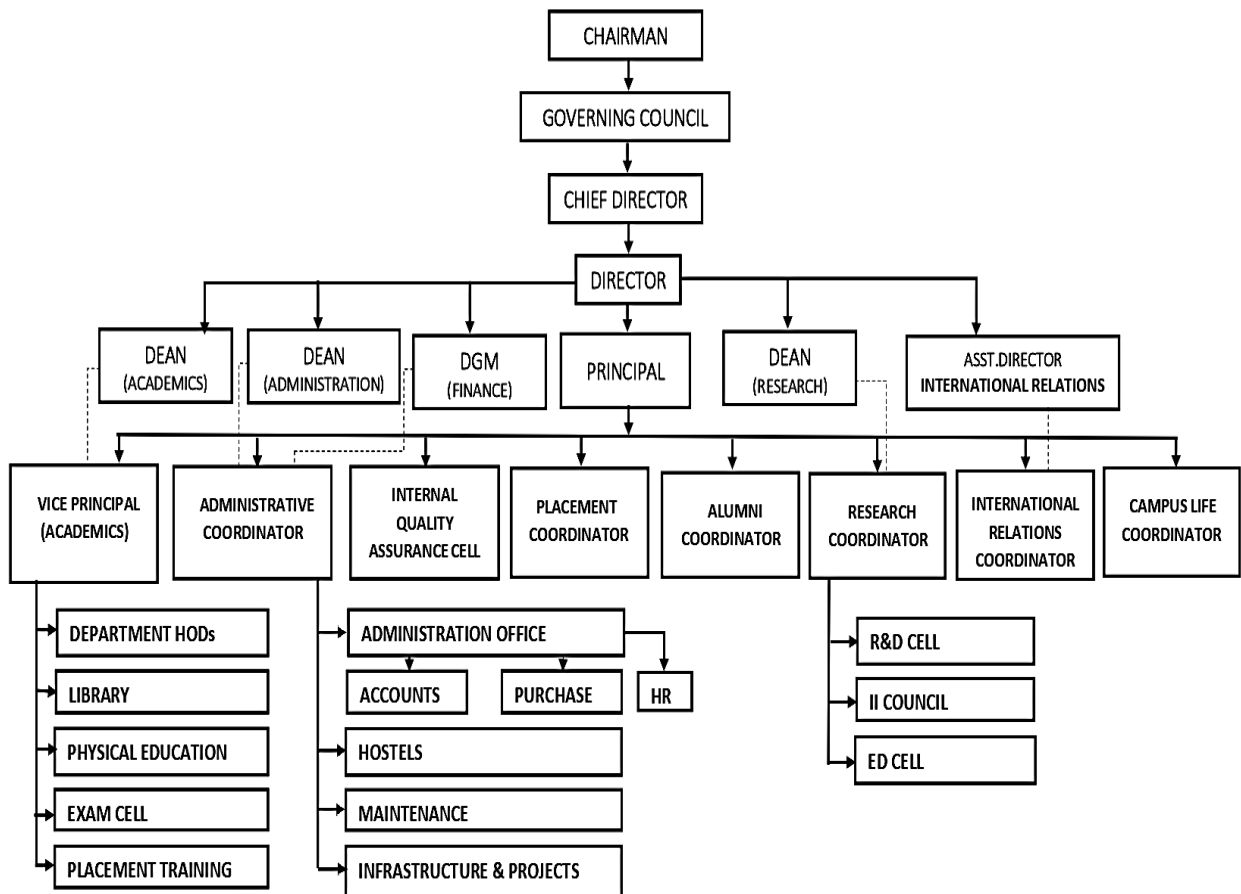 CHAIRMAN
GOVERNING COUNCIL
CHIEF DIRECTOR
DIRECTOR
DEAN
(ACADEMICS)
DEAN
(ADMINISTRATION)
DGM
(FINANCE)
PRINCIPAL
DEAN
(RESEARCH)
ASST.DIRECTOR
INTERNATIONAL RELATIONS
VICE PRINCIPAL
(ACADEMICS)
ADMINISTRATIVE
COORDINATOR
INTERNAL
QUALITY
ASSURANCE CELL
PLACEMENT
COORDINATOR
ALUMNI
COORDINATOR
RESEARCH
COORDINATOR
INTERNATIONAL
RELATIONS
COORDINATOR
CAMPUS LIFE
COORDINATOR
DEPARTMENT HODs
LIBRARY
PHYSICAL EDUCATION
EXAM CELL
PLACEMENT TRAINING
ADMINISTRATION OFFICE
ACCOUNTS
PURCHASE
HR
HOSTELS
MAINTENANCE
INFRASTRUCTURE & PROJECTS
R&D CELL
II COUNCIL
ED CELL